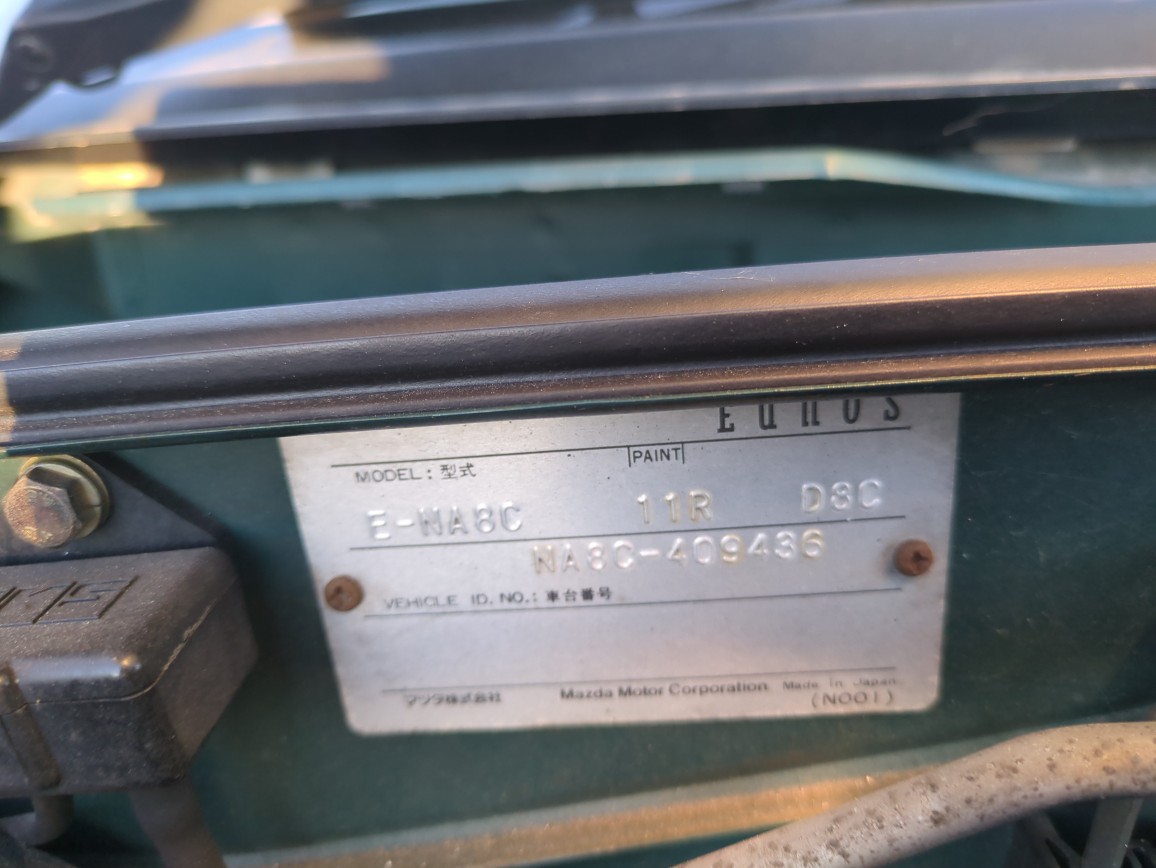 Eunos
MODEL : 型式 PAINT
E-NA8C 11R D8C
NA8C-409436
VEHICLE ID. NO. : 車台番号
マツダ株式会社 Mazda Motor Corporation Made in Japan
(N001)